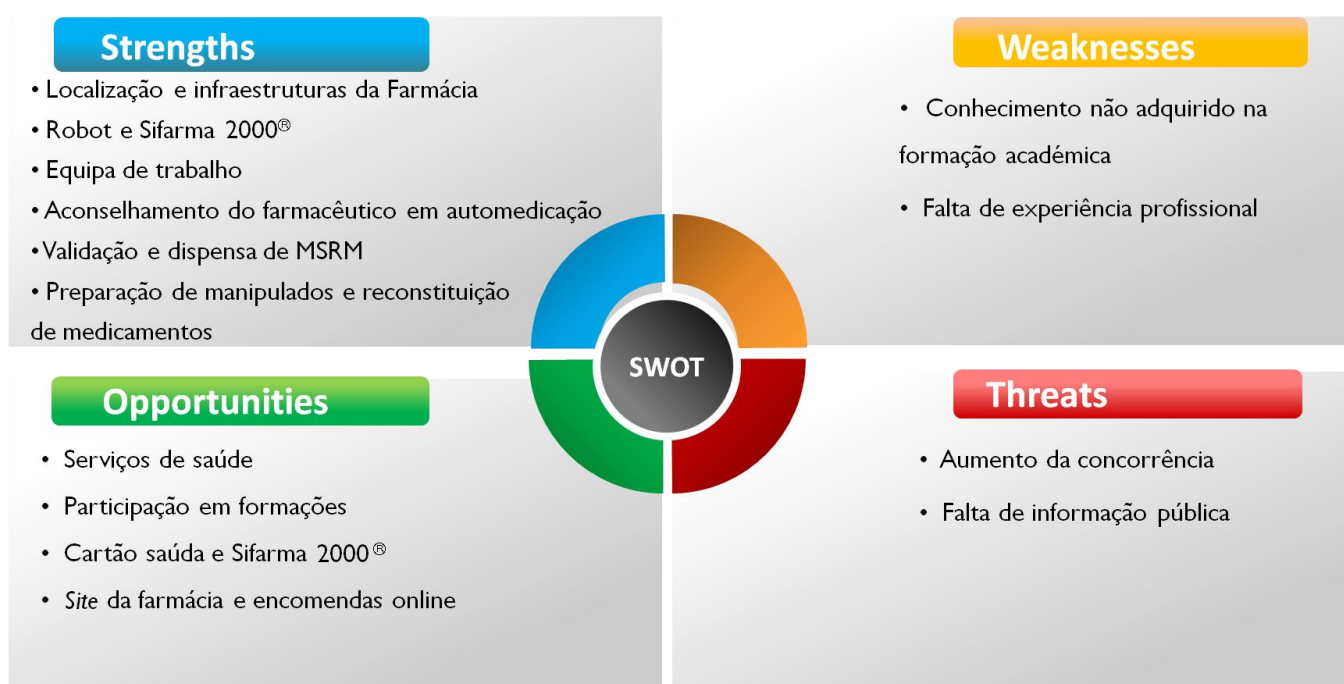 Strengths
• Localização e infraestruturas da Farmácia
• Robot e Sifarma 2000®
• Equipa de trabalho
• Aconselhamento do farmacêutico em automedicação
• Validação e dispensa de MSRM
• Preparação de manipulados e reconstituição
de medicamentos
Weaknesses
• Conhecimento não adquirido na
formação académica
• Falta de experiência profissional
SWOT
Opportunities
• Serviços de saúde
• Participação em formações
• Cartão saúda e Sifarma 2000®
• Site da farmácia e encomendas online
Threats
• Aumento da concorrência
• Falta de informação pública